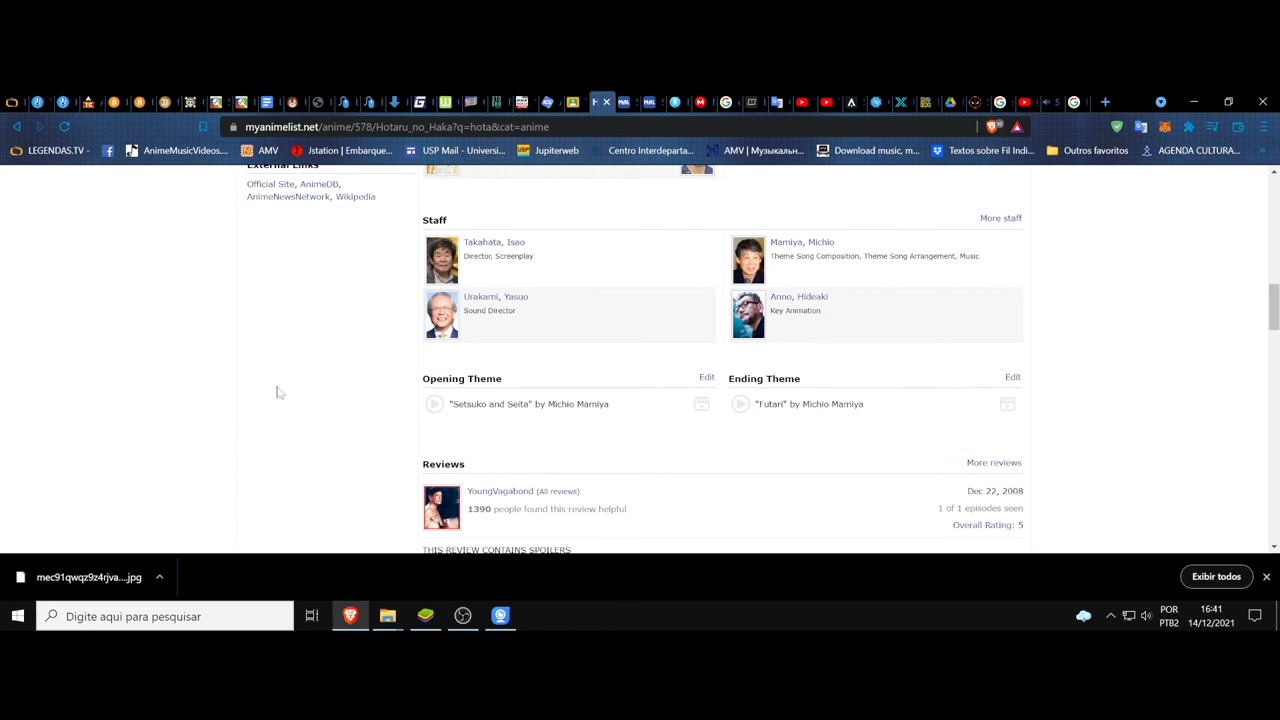 myanimelist.net/anime/578/Hotaru_no_Haka?q=hota&cat=anime
LEGENDAS.TV - AnimeMusicVideos.... AMV Jstation | Embarque... USP Mail - Universi... Jupiterweb Centro Interdeparta... AMV | Музыкальн... Download music, m... Textos sobre Fil Indi... Outros favoritos AGENDA CULTURA...
External Links
Official Site, AnimeDB,
AnimeNewsNetwork, Wikipedia
Staff More staff
Takahata, Isao
Director, Screenplay
Mamiya, Michio
Theme Song Composition, Theme Song Arrangement, Music
Urakami, Yasuo
Sound Director
Anno, Hideaki
Key Animation
Opening Theme Edit
"Setsuko and Seita" by Michio Mamiya
Ending Theme Edit
"Futari" by Michio Mamiya
Reviews More reviews
YoungVagabond (All reviews) Dec 22, 2008
1390 people found this review helpful 1 of 1 episodes seen
Overall Rating: 5
THIS REVIEW CONTAINS SPOILERS
mec91qwqz9z4rjva....jpg Exibir todos
Digite aqui para pesquisar
POR
PTB2
16:41
14/12/2021